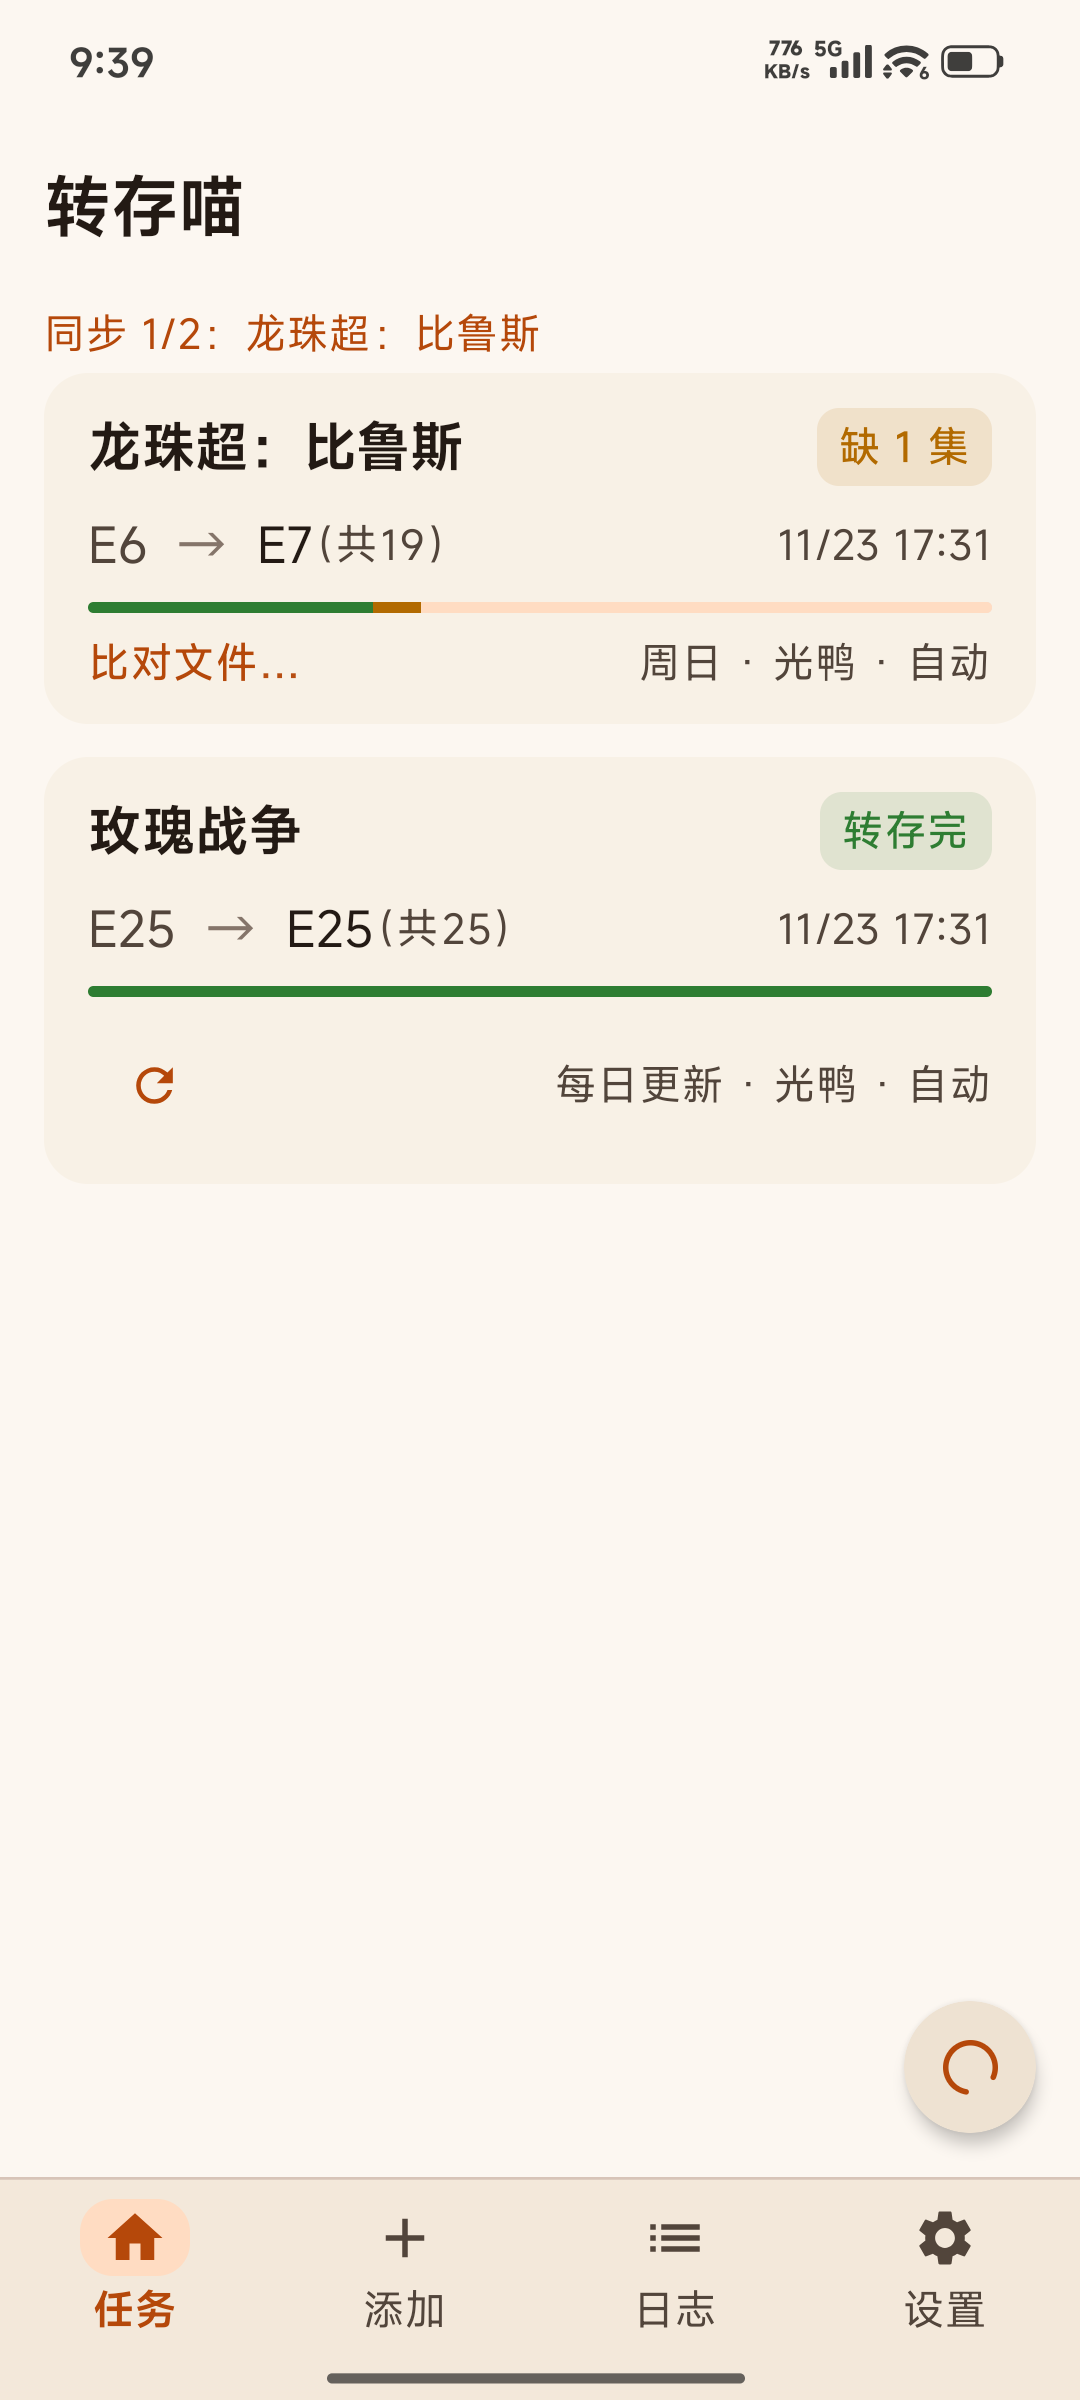 9:39
776 KB/s 5G 6
转存喵
同步 1/2：龙珠超：比鲁斯
龙珠超：比鲁斯 缺 1 集
E6 → E7(共19) 11/23 17:31
比对文件... 周日 · 光鸭 · 自动
玫瑰战争 转存完
E25 → E25(共25) 11/23 17:31
每日更新 · 光鸭 · 自动
任务 添加 日志 设置